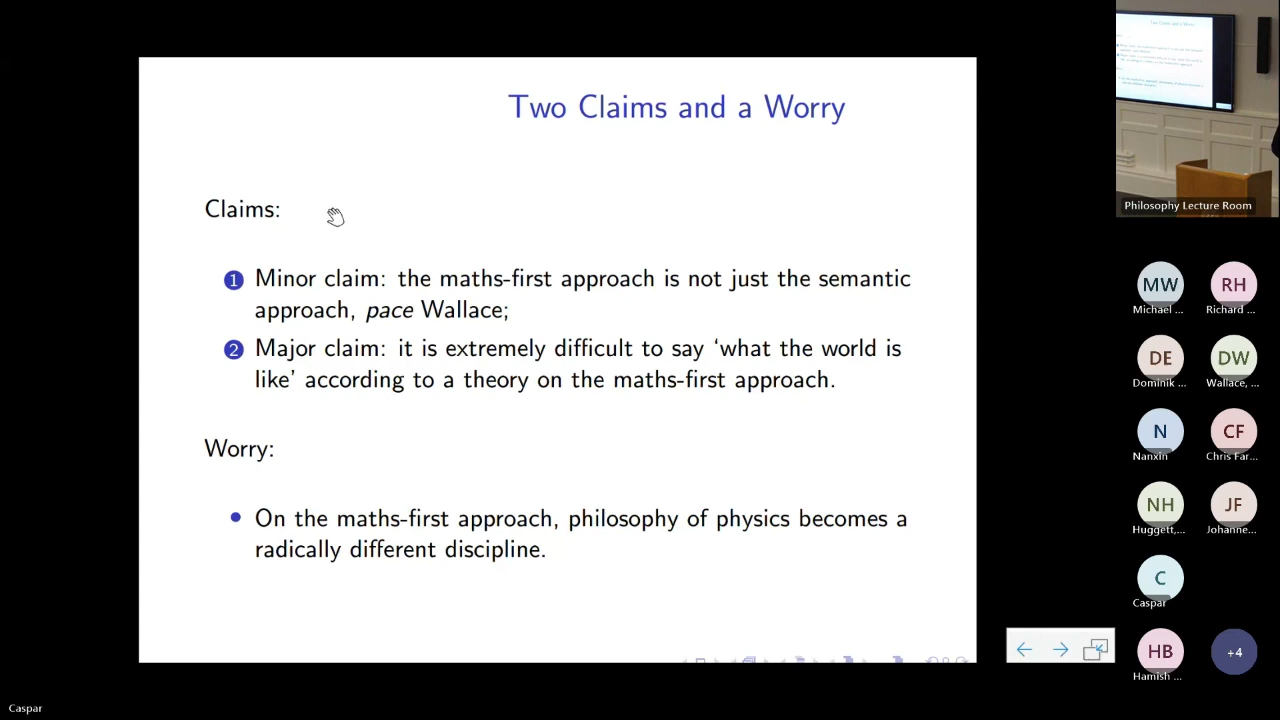 Two Claims and a Worry
Claims:
1 Minor claim: the maths-first approach is not just the semantic
approach, pace Wallace;
2 Major claim: it is extremely difficult to say ‘what the world is
like’ according to a theory on the maths-first approach.
Worry:
• On the maths-first approach, philosophy of physics becomes a
radically different discipline.
Two Claims and a Worry
Philosophy Lecture Room
MW
RH
Michael ...
Richard ...
DE
DW
Dominik ...
Wallace, ...
N
CF
Nanxin
Chris Far...
NH
JF
Huggett,...
Johanne...
C
Caspar
HB
+4
Hamish ...
Caspar